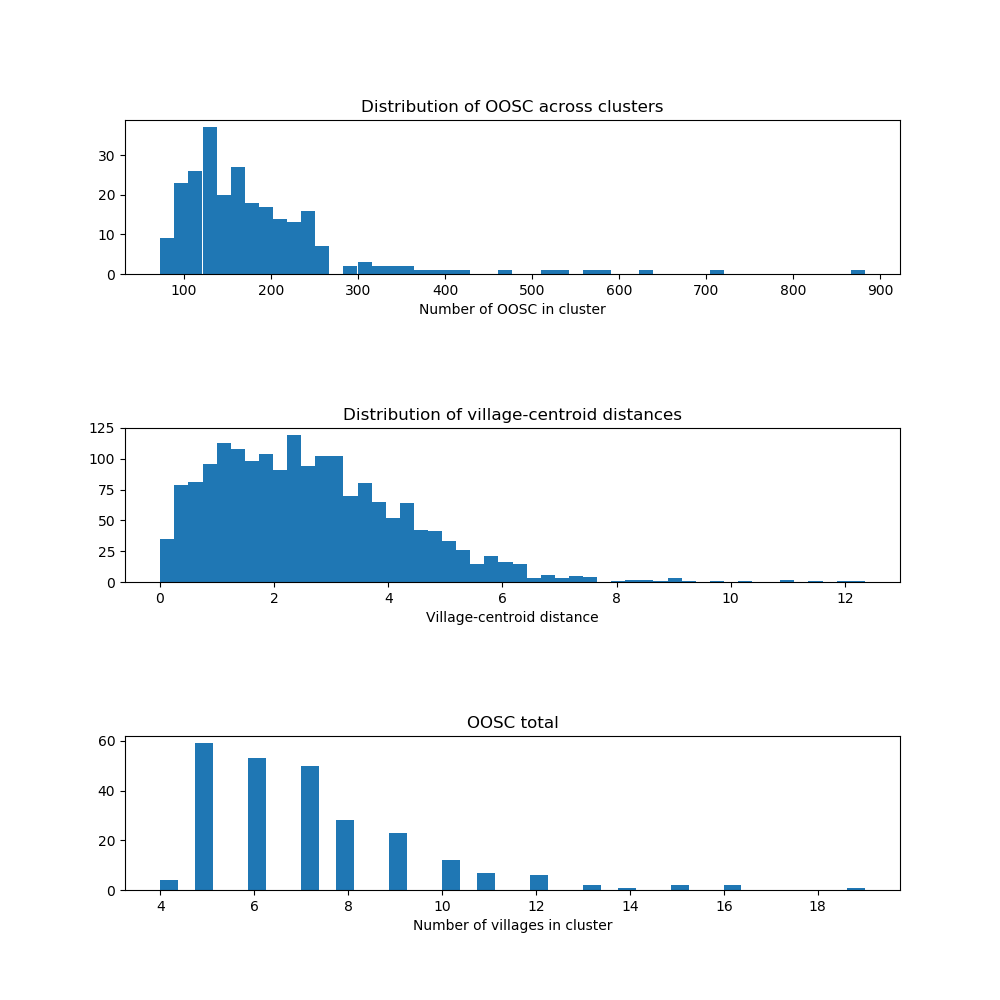 Distribution of OOSC across clusters
30
20
10
0
100 200 300 400 500 600 700 800 900
Number of OOSC in cluster
Distribution of village-centroid distances
125
100
75
50
25
0
0 2 4 6 8 10 12
Village-centroid distance
OOSC total
60
40
20
0
4 6 8 10 12 14 16 18
Number of villages in cluster